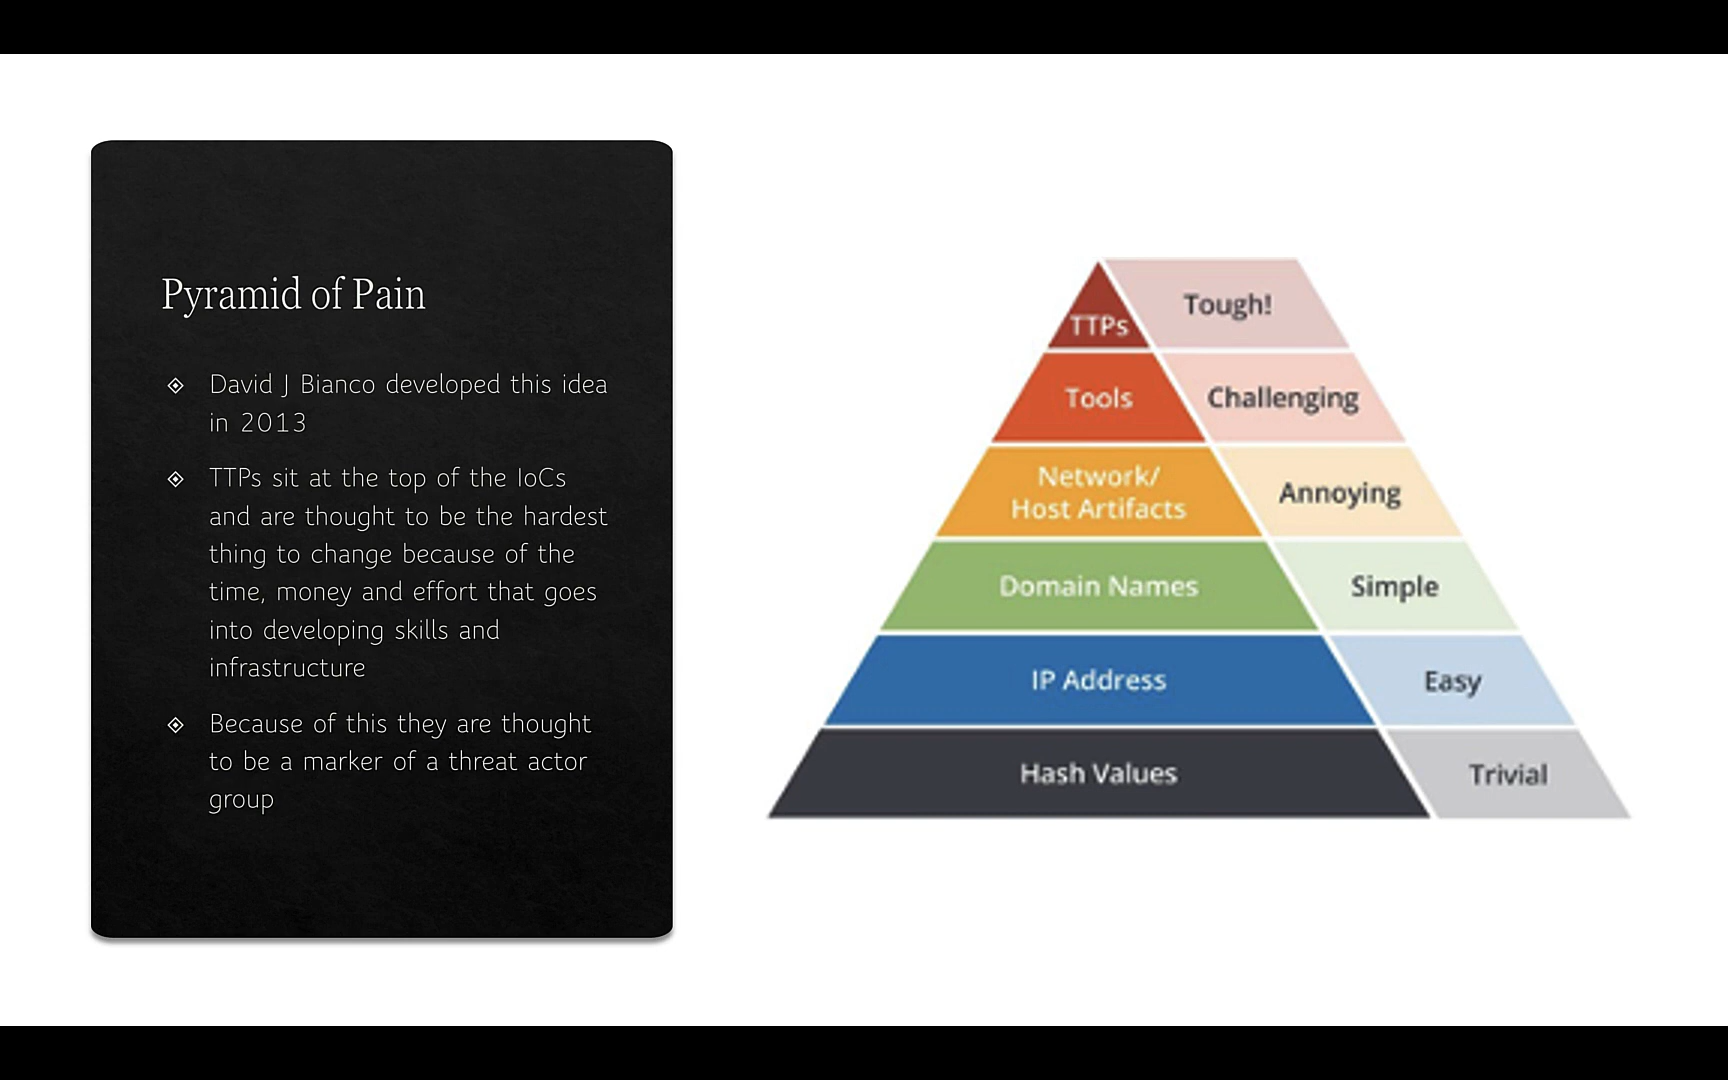 Pyramid of Pain
David J Bianco developed this idea
in 2013
TTPs sit at the top of the IoCs
and are thought to be the hardest
thing to change because of the
time, money and effort that goes
into developing skills and
infrastructure
Because of this they are thought
to be a marker of a threat actor
group
TTPs
Tough!
Tools
Challenging
Network/
Host Artifacts
Annoying
Domain Names
Simple
IP Address
Easy
Hash Values
Trivial